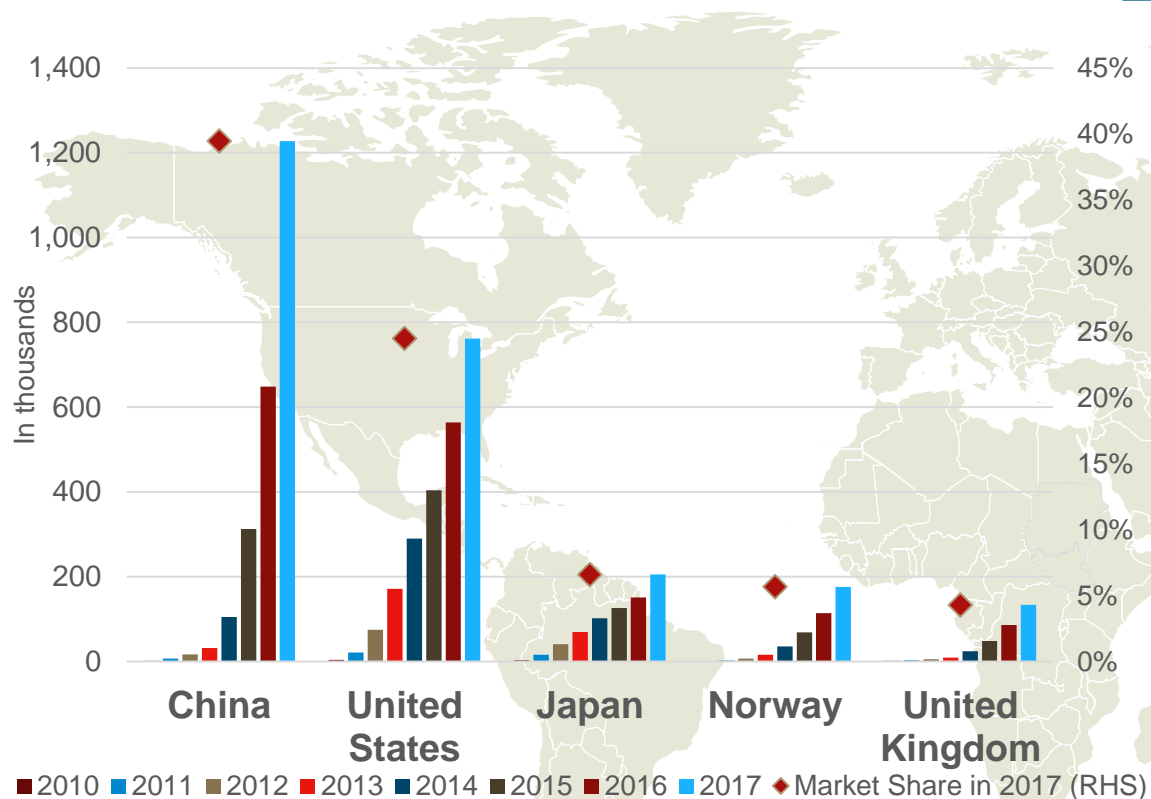 1,400
1,200
1,000
800
600
400
200
0
In thousands
45%
40%
35%
30%
25%
20%
15%
10%
5%
0%
China
United
States
Japan
Norway
United
Kingdom
2010 2011 2012 2013 2014 2015 2016 2017 Market Share in 2017 (RHS)